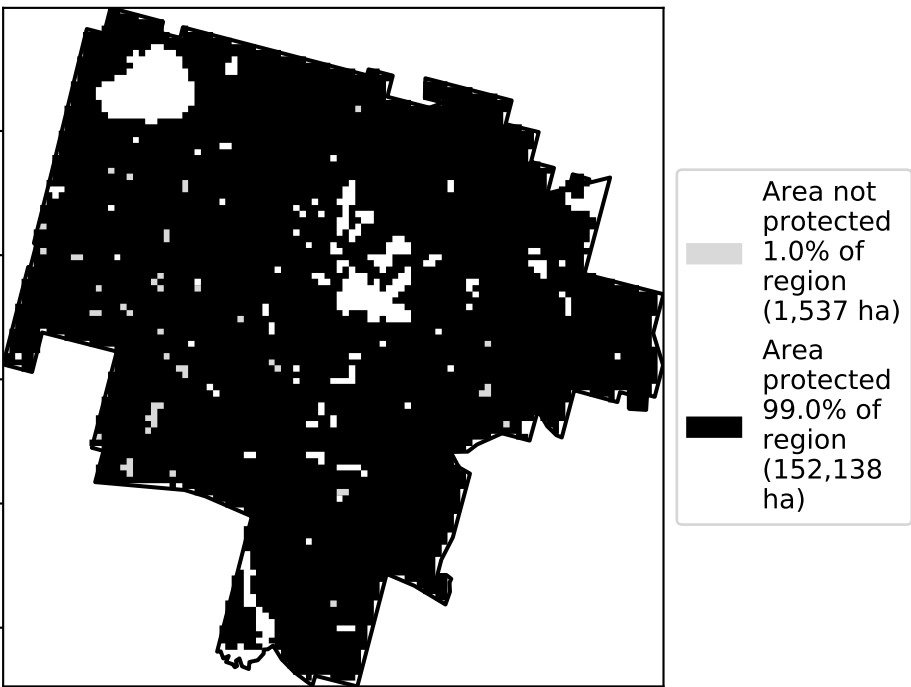 Area not
protected
1.0% of
region
(1,537 ha)
Area
protected
99.0% of
region
(152,138
ha)